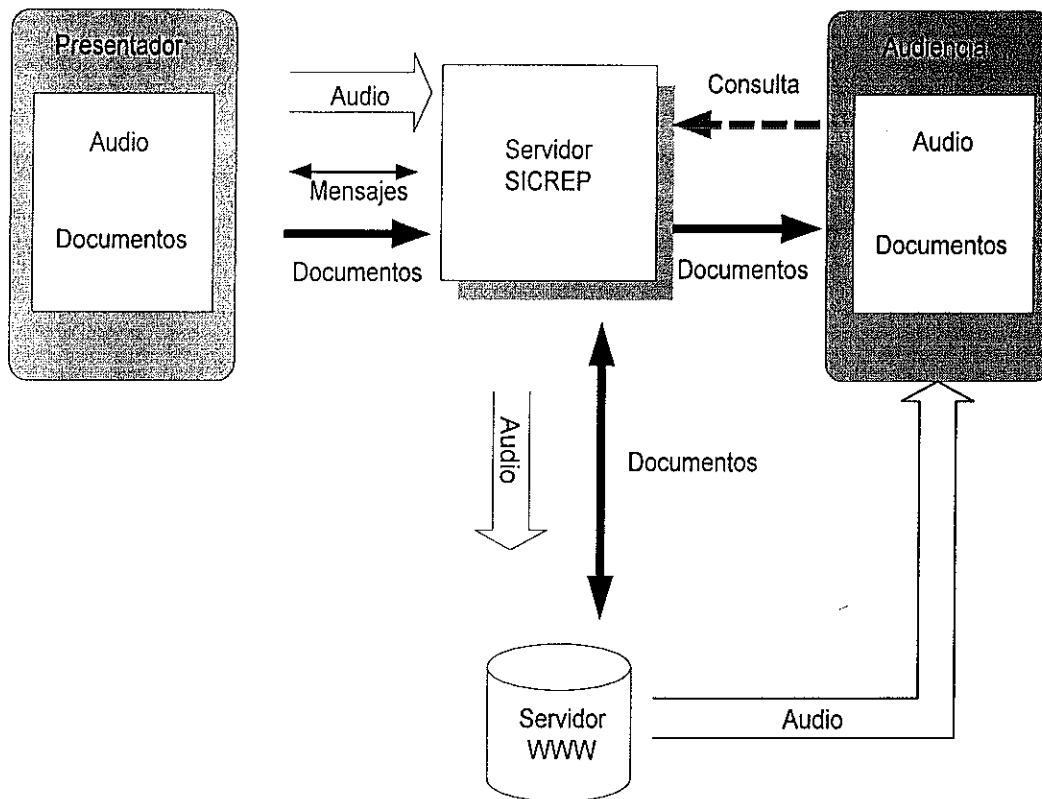 Presentador
Audio
Documentos
Audio
Mensajes
Documentos
Servidor
SICREP
Consulta
Documentos
Audiencia
Audio
Documentos
Audio
Documentos
Servidor
WWW
Audio